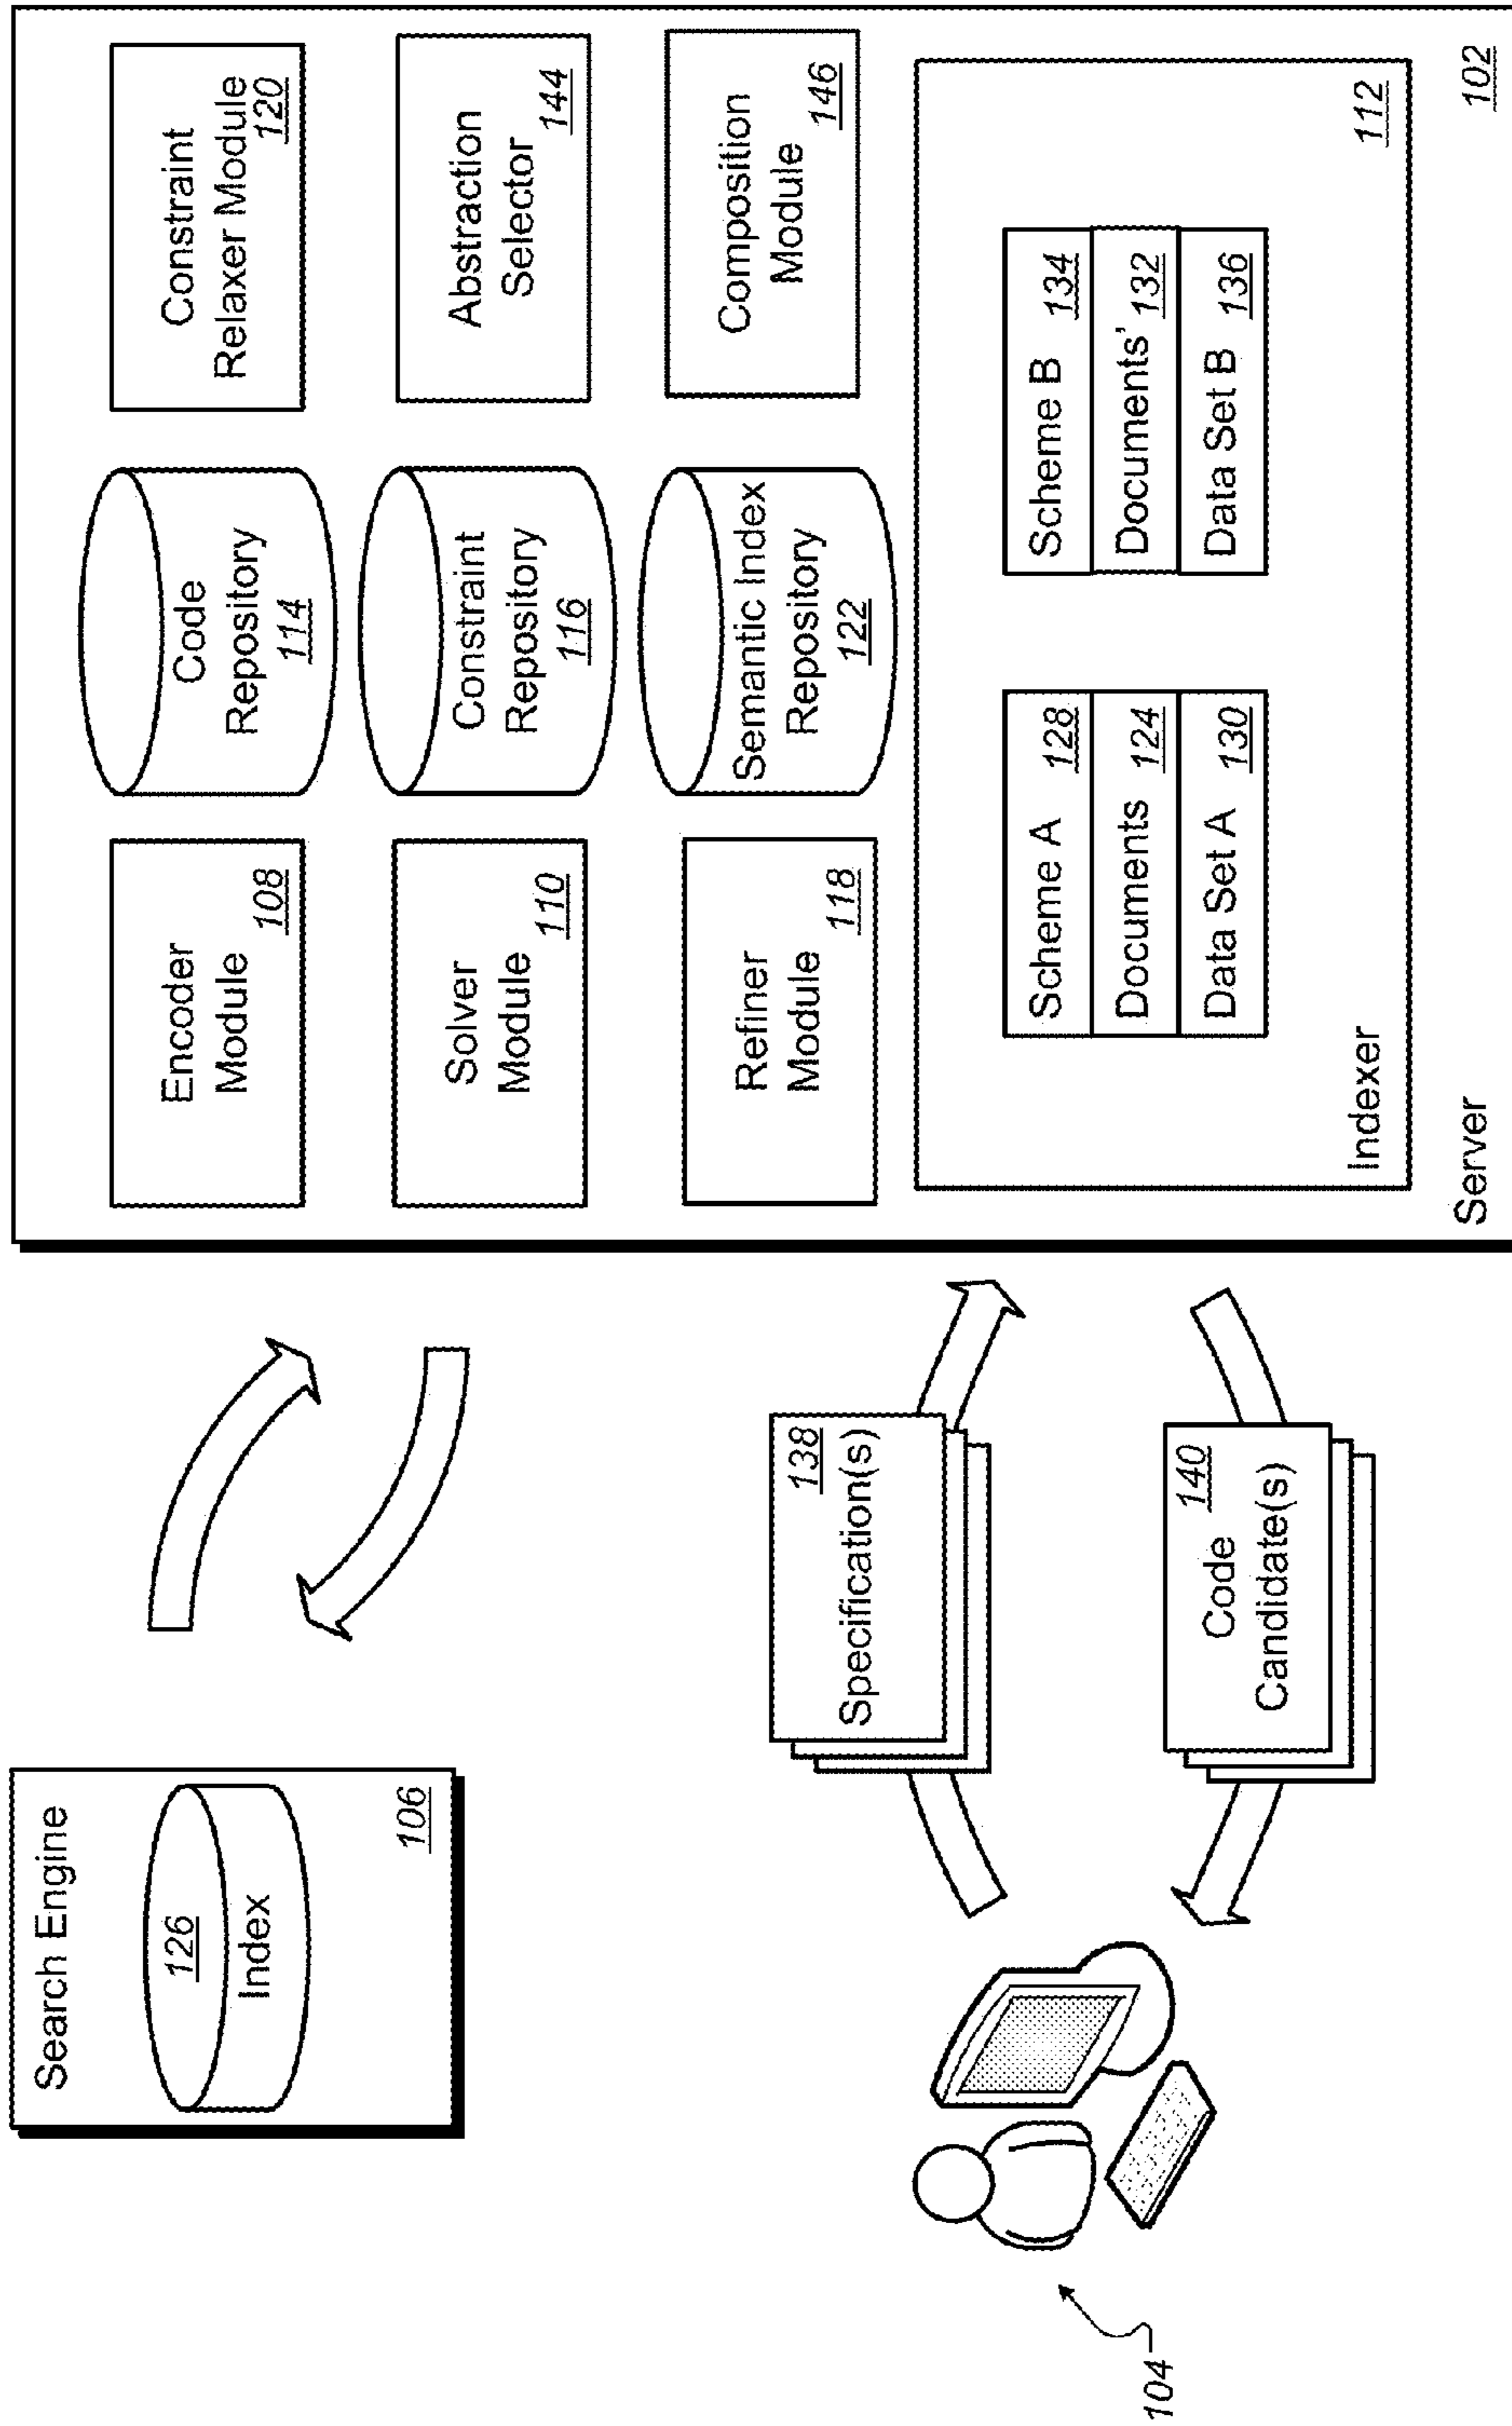 Search Engine
126
Index
106
104
138
Specification(s)
140
Code
Candidate(s)
Encoder
Module
108
Code
Repository
114
Constraint
Relaxer Module
120
Solver
Module
110
Constraint
Repository
116
Abstraction
Selector
144
Refiner
Module
118
Semantic Index
Repository
122
Composition
Module
146
Scheme A 128
Documents 124
Data Set A 130
Scheme B 134
Documents' 132
Data Set B 136
Indexer
112
Server
102